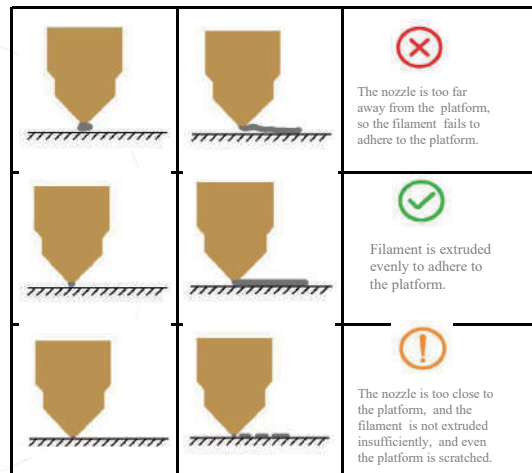 The nozzle is too far
away from the platform,
so the filament fails to
adhere to the platform.
Filament is extruded
evenly to adhere to
the platform.
The nozzle is too close to
the platform, and the
filament is not extruded
insufficiently, and even
the platform is scratched.